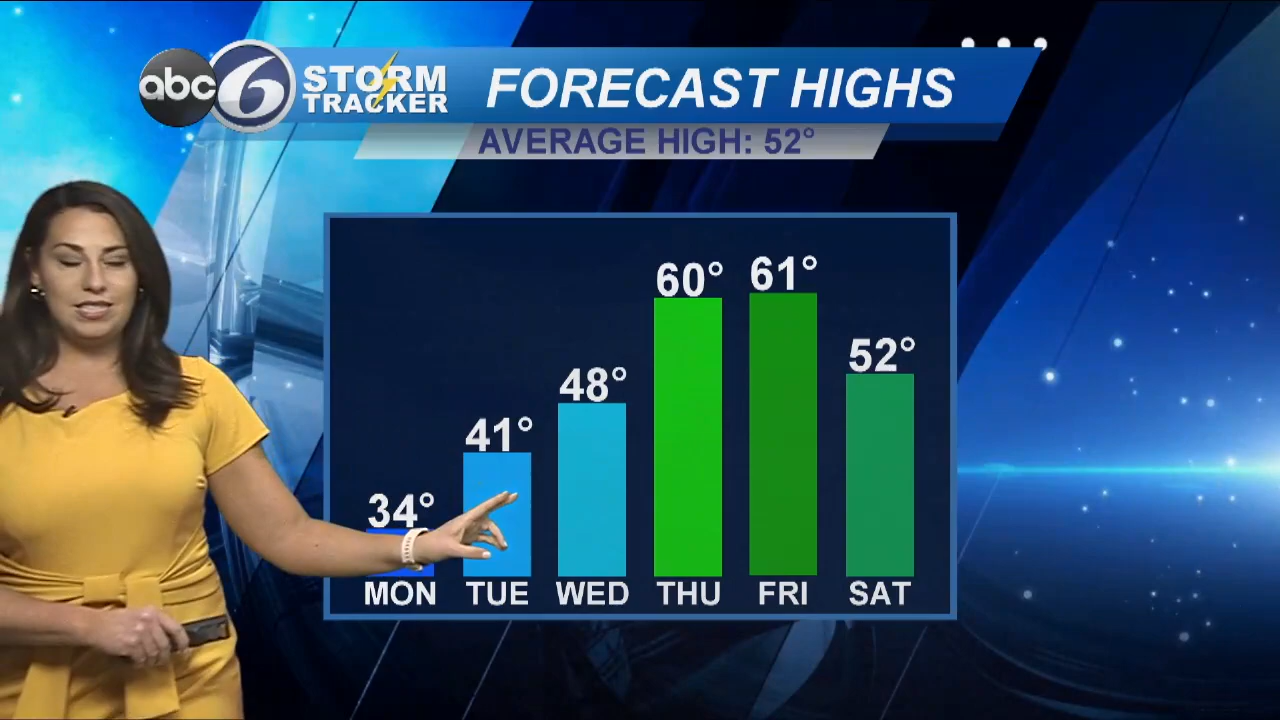 abc 6 STORM TRACKER
FORECAST HIGHS
AVERAGE HIGH: 52°
34° 41° 48° 60° 61° 52°
MON TUE WED THU FRI SAT